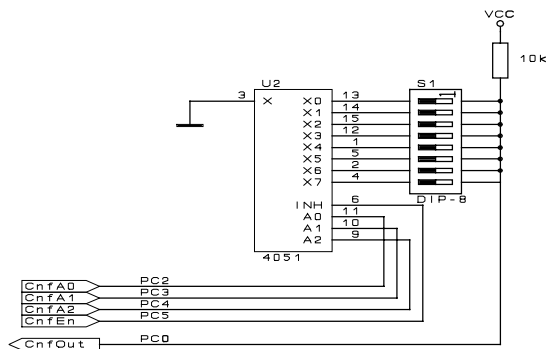 VCC
10k
U2
S1
3 X X0 13 1
X1 14
X2 15
X3 12
X4 1
X5 5
X6 2
X7 4
DIP-8
INH 6
A0 11
A1 10
A2 9
4051
CnfA0 PC2
CnfA1 PC3
CnfA2 PC4
CnfEn PC5
CnfOut PC0